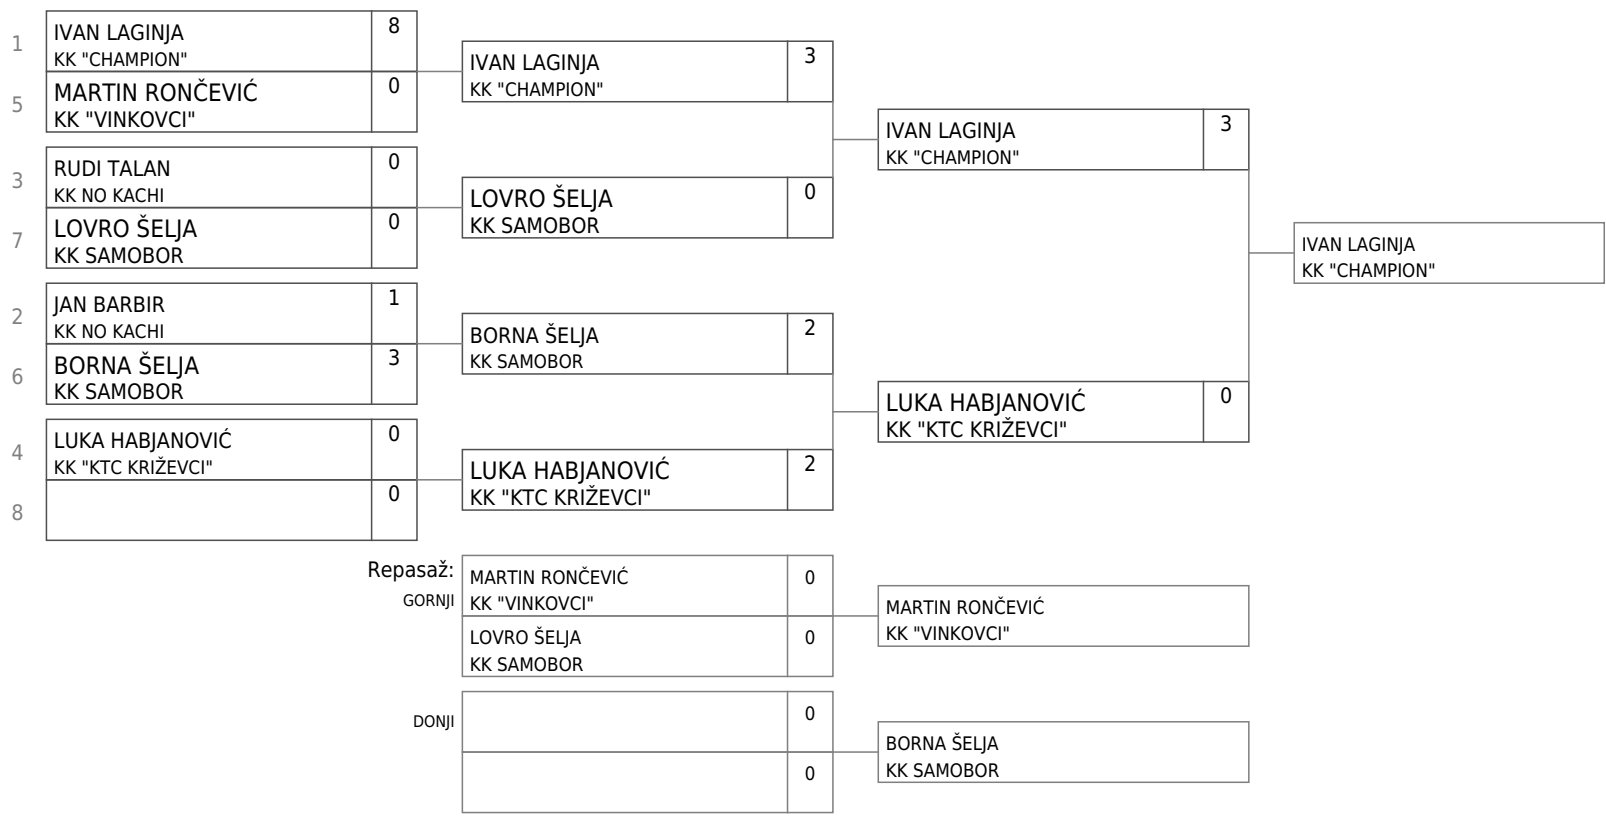 1
IVAN LAGINJA
KK "CHAMPION"
8
5
MARTIN RONČEVIĆ
KK "VINKOVCI"
0
3
RUDI TALAN
KK NO KACHI
0
7
LOVRO ŠELJA
KK SAMOBOR
0
2
JAN BARBIR
KK NO KACHI
1
6
BORNA ŠELJA
KK SAMOBOR
3
4
LUKA HABJANOVIĆ
KK "KTC KRIŽEVCI"
0
8
0
IVAN LAGINJA
KK "CHAMPION"
3
LOVRO ŠELJA
KK SAMOBOR
0
BORNA ŠELJA
KK SAMOBOR
2
LUKA HABJANOVIĆ
KK "KTC KRIŽEVCI"
2
IVAN LAGINJA
KK "CHAMPION"
3
LUKA HABJANOVIĆ
KK "KTC KRIŽEVCI"
0
IVAN LAGINJA
KK "CHAMPION"
Repasaž:
GORNJI
MARTIN RONČEVIĆ
KK "VINKOVCI"
0
LOVRO ŠELJA
KK SAMOBOR
0
MARTIN RONČEVIĆ
KK "VINKOVCI"
DONJI
0
0
BORNA ŠELJA
KK SAMOBOR